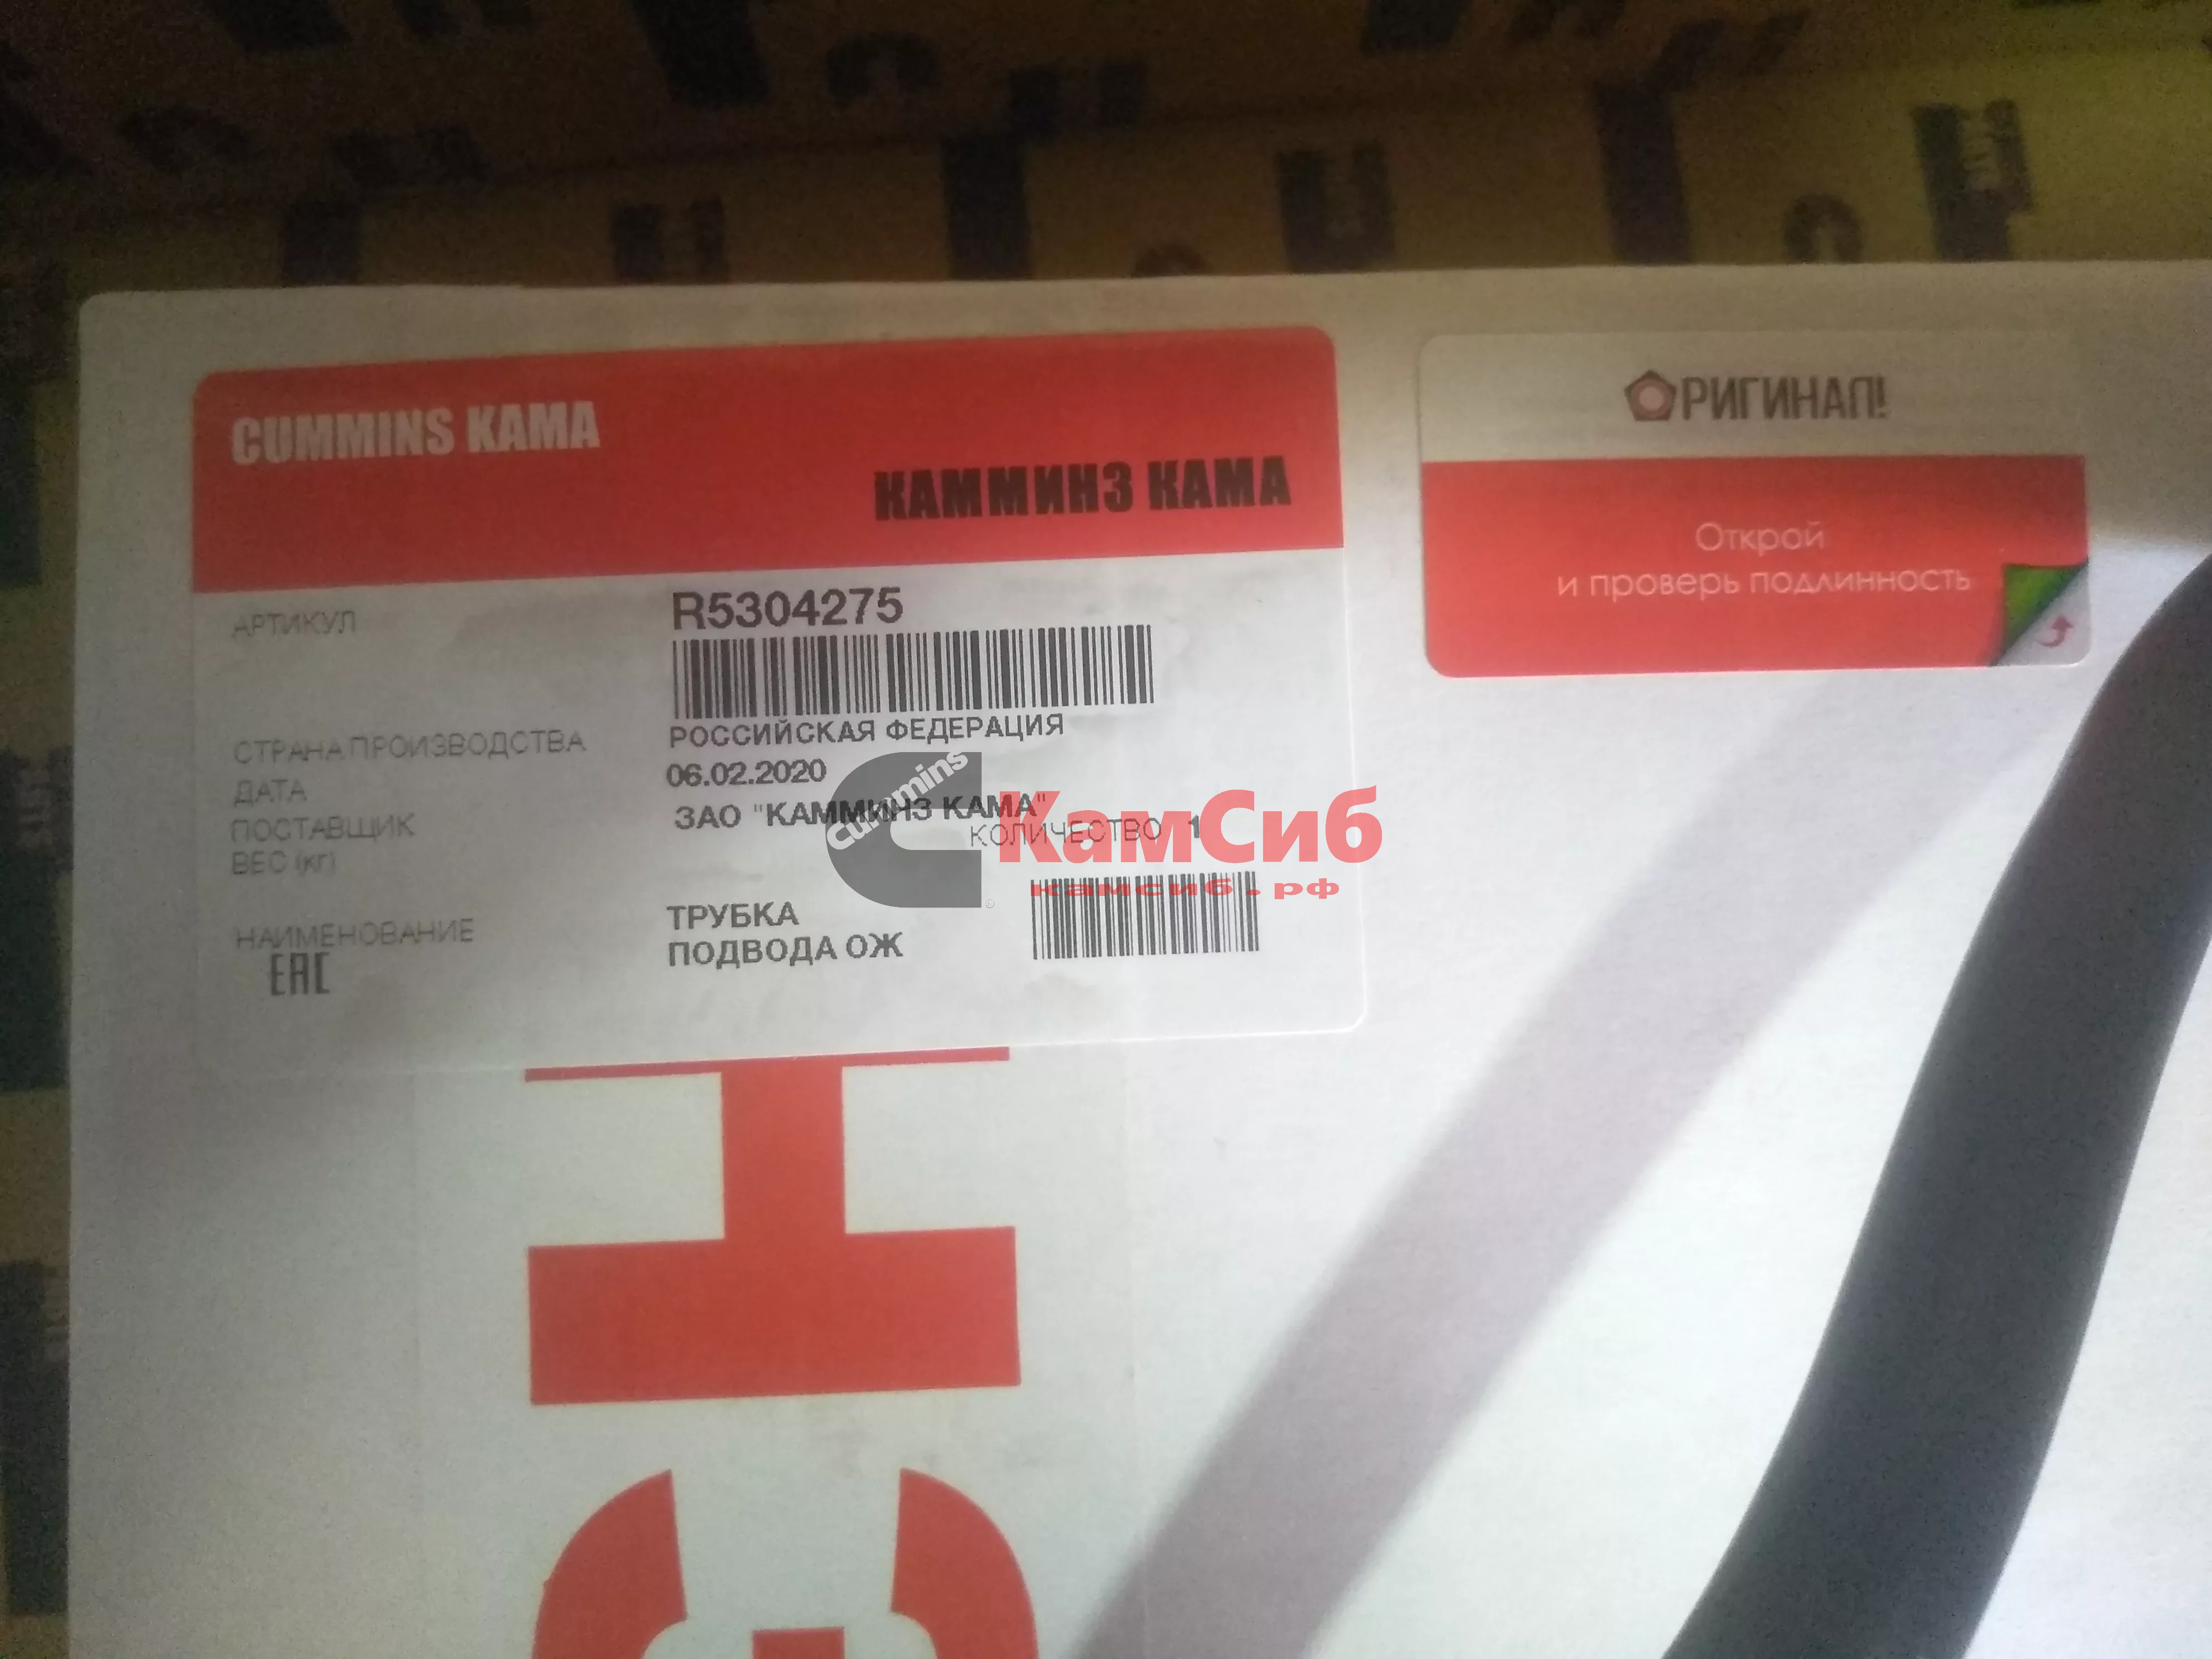 CUMMINS KAMA
КАММИНЗ КАМА
АРТИКУЛ R5304275
СТРАНА ПРОИЗВОДСТВА РОССИЙСКАЯ ФЕДЕРАЦИЯ
ДАТА 06.02.2020
ПОСТАВЩИК ЗАО "КАММИНЗ КАМА"
ВЕС (кг) КОЛИЧЕСТВО 1
НАИМЕНОВАНИЕ ТРУБКА
ПОДВОДА ОЖ
EAC
ОРИГИНАЛ!
Открой
и проверь подлинность
cummins
КамСиб
камсиб.рф